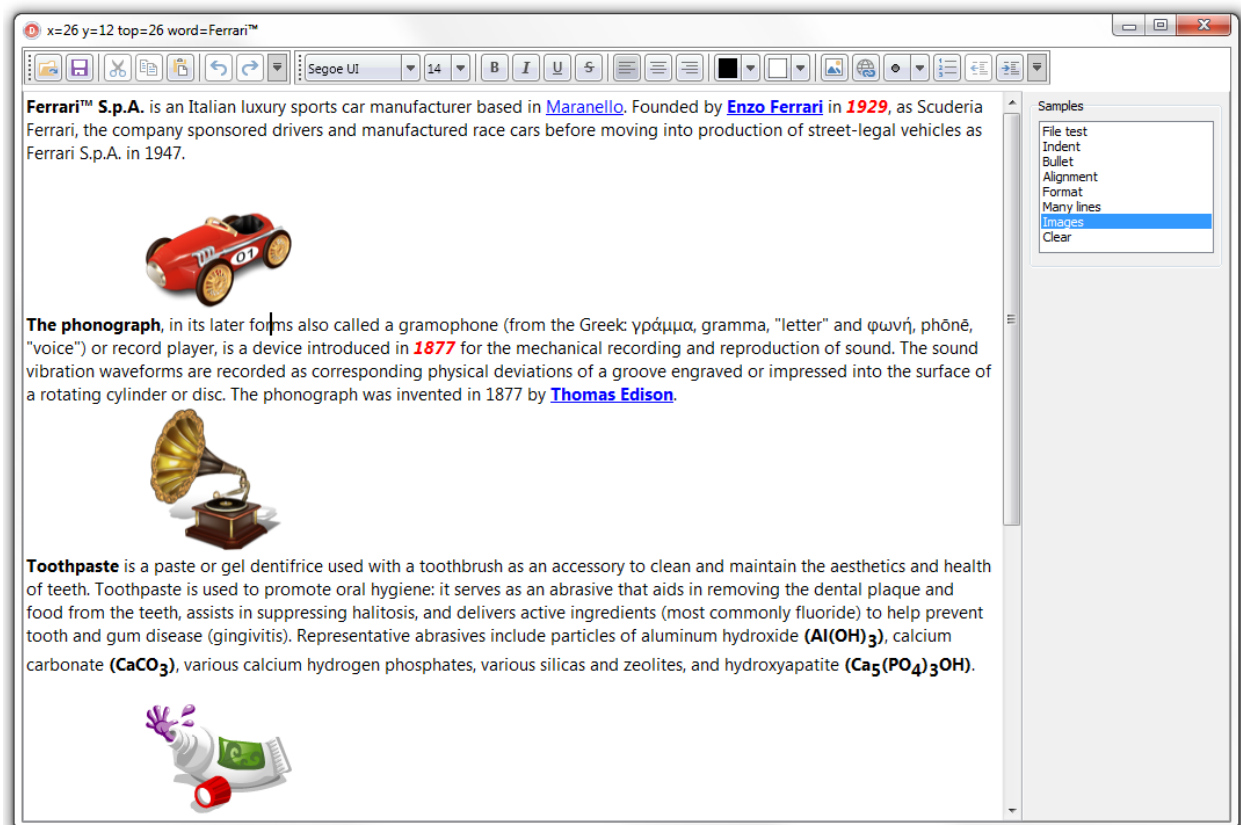 x=26 y=12 top=26 word=Ferrari™
Segoe UI
14
B I U S
Ferrari™ S.p.A. is an Italian luxury sports car manufacturer based in Maranello. Founded by Enzo Ferrari in 1929, as Scuderia
Ferrari, the company sponsored drivers and manufactured race cars before moving into production of street-legal vehicles as
Ferrari S.p.A. in 1947.
01
The phonograph, in its later forms also called a gramophone (from the Greek: γράμμα, gramma, "letter" and φωνή, phōnē,
"voice") or record player, is a device introduced in 1877 for the mechanical recording and reproduction of sound. The sound
vibration waveforms are recorded as corresponding physical deviations of a groove engraved or impressed into the surface of
a rotating cylinder or disc. The phonograph was invented in 1877 by Thomas Edison.
Toothpaste is a paste or gel dentifrice used with a toothbrush as an accessory to clean and maintain the aesthetics and health
of teeth. Toothpaste is used to promote oral hygiene: it serves as an abrasive that aids in removing the dental plaque and
food from the teeth, assists in suppressing halitosis, and delivers active ingredients (most commonly fluoride) to help prevent
tooth and gum disease (gingivitis). Representative abrasives include particles of aluminum hydroxide (Al(OH)3), calcium
carbonate (CaCO3), various calcium hydrogen phosphates, various silicas and zeolites, and hydroxyapatite (Ca5(PO4)3OH).
Samples
File test
Indent
Bullet
Alignment
Format
Many lines
Images
Clear